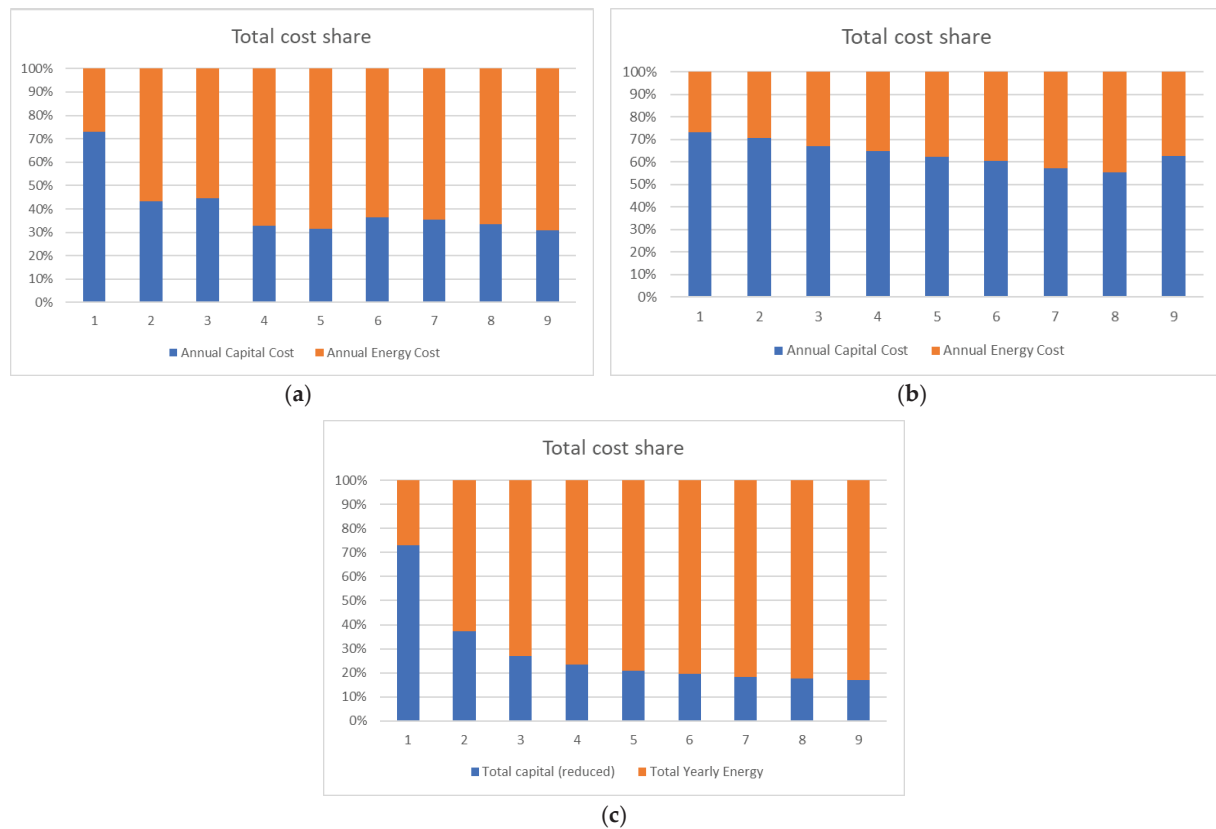 Total cost share
100%
90%
80%
70%
60%
50%
40%
30%
20%
10%
0%
1 2 3 4 5 6 7 8 9
Annual Capital Cost Annual Energy Cost
(a)
Total cost share
100%
90%
80%
70%
60%
50%
40%
30%
20%
10%
0%
1 2 3 4 5 6 7 8 9
Annual Capital Cost Annual Energy Cost
(b)
Total cost share
100%
90%
80%
70%
60%
50%
40%
30%
20%
10%
0%
1 2 3 4 5 6 7 8 9
Total capital (reduced) Total Yearly Energy
(c)